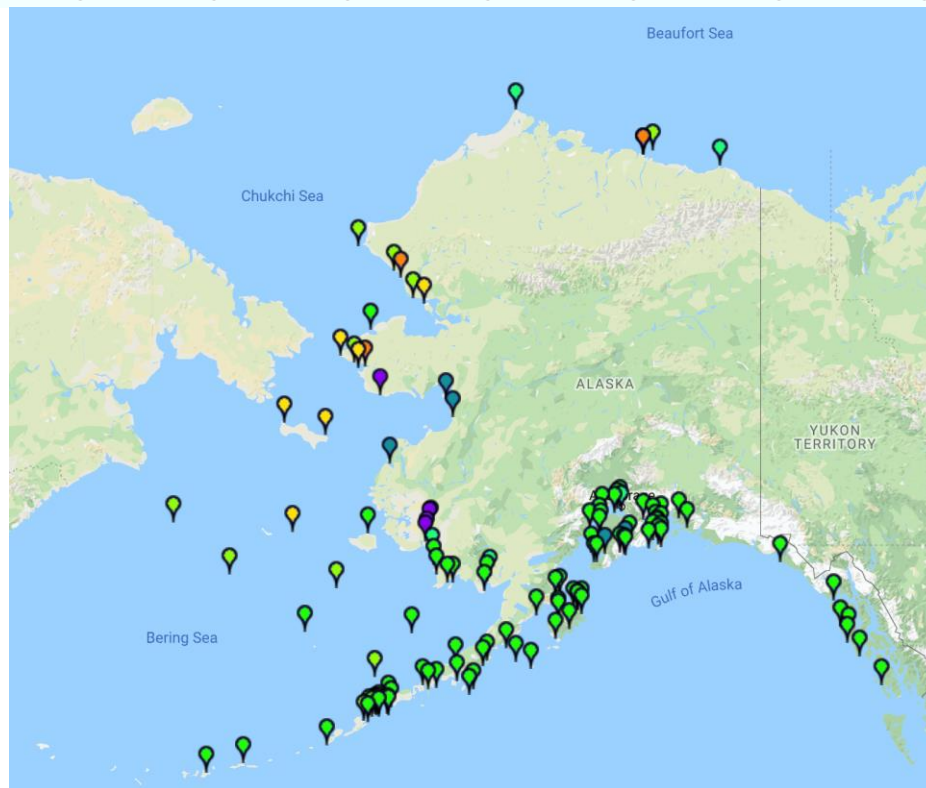 Beaufort Sea
Chukchi Sea
ALASKA
YUKON
TERRITORY
Gulf of Alaska
Bering Sea